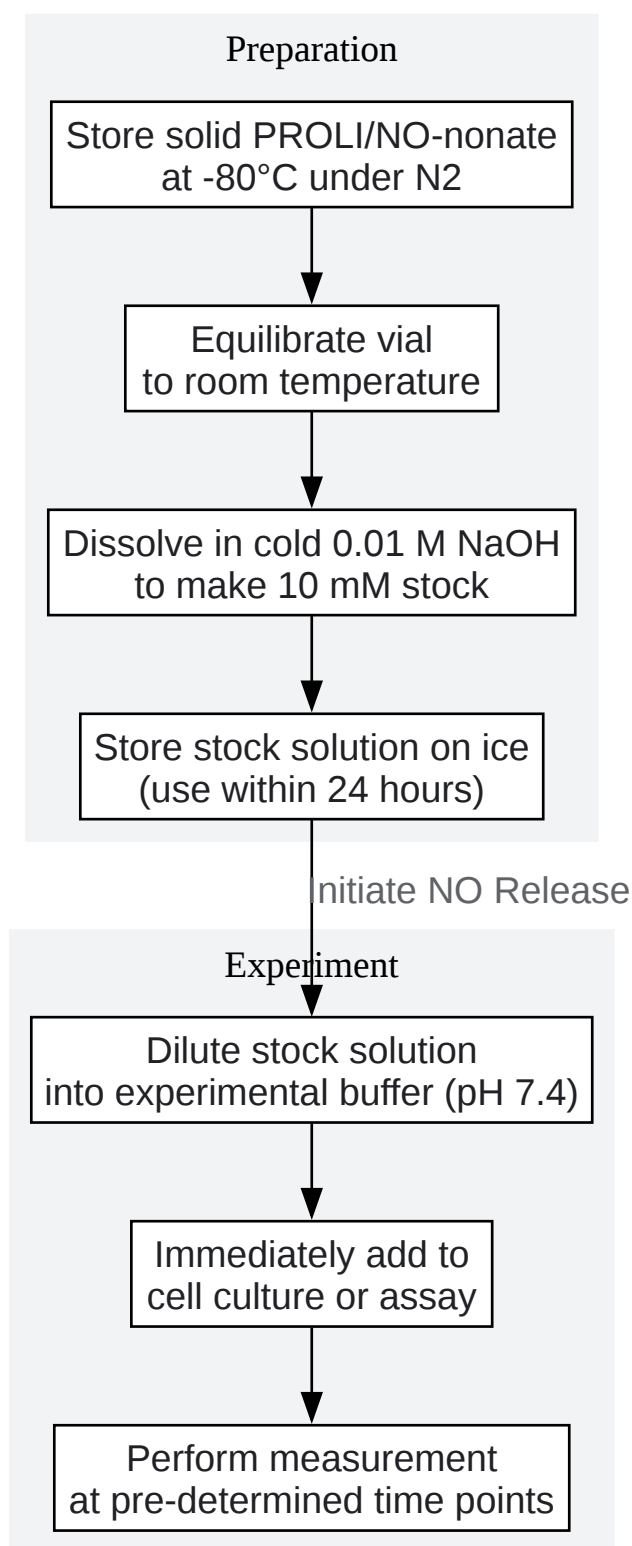 Preparation
Store solid PROLI/NO-nonate
at -80°C under N2
Equilibrate vial
to room temperature
Dissolve in cold 0.01 M NaOH
to make 10 mM stock
Store stock solution on ice
(use within 24 hours)
Initiate NO Release
Experiment
Dilute stock solution
into experimental buffer (pH 7.4)
Immediately add to
cell culture or assay
Perform measurement
at pre-determined time points